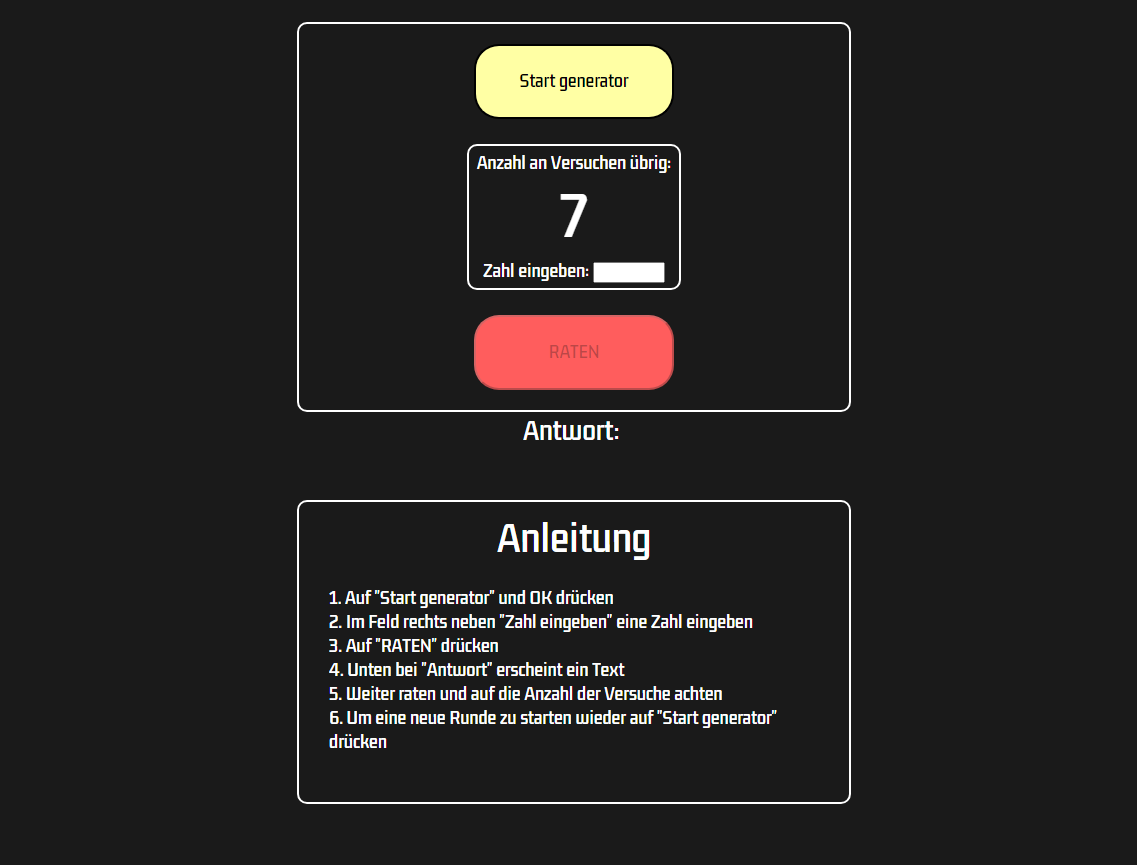 Start generator
Anzahl an Versuchen übrig:
7
Zahl eingeben:
RATEN
Antwort:
Anleitung
1. Auf "Start generator" und OK drücken
2. Im Feld rechts neben "Zahl eingeben" eine Zahl eingeben
3. Auf "RATEN" drücken
4. Unten bei "Antwort" erscheint ein Text
5. Weiter raten und auf die Anzahl der Versuche achten
6. Um eine neue Runde zu starten wieder auf "Start generator"
drücken